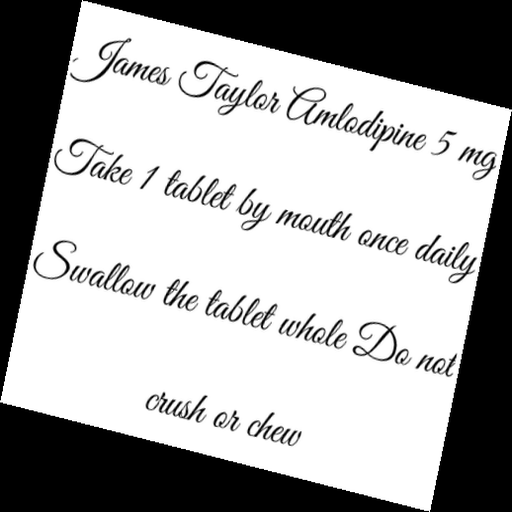 James Taylor Amlodipine 5 mg
Take 1 tablet by mouth once daily
Swallow the tablet whole Do not
crush or chew